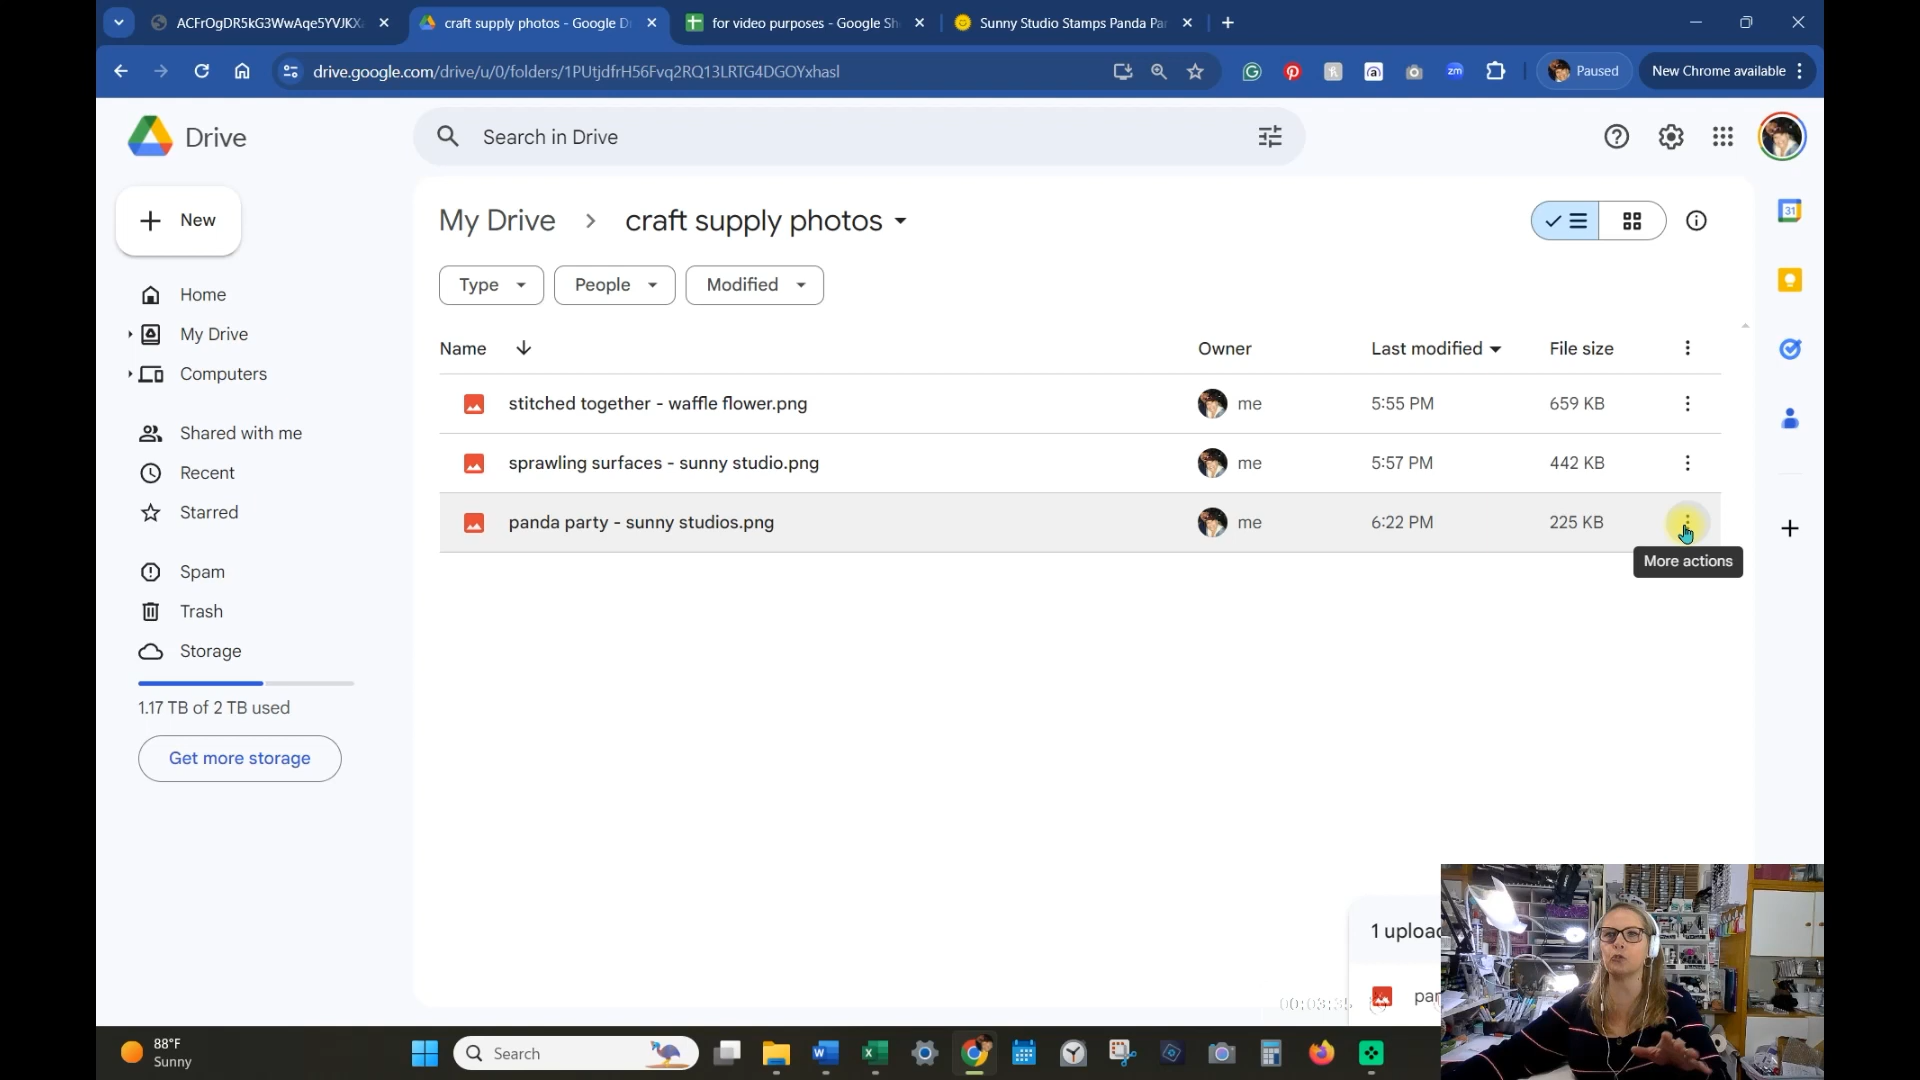 ACFrOgDR5kG3WwAqe5YVJKX
craft supply photos - Google D
for video purposes - Google Sh
Sunny Studio Stamps Panda Pa
drive.google.com/drive/u/0/folders/1PUtjdfrH56Fvq2RQ13LRTG4DGOYxhasl
zm
Paused
New Chrome available
Drive
Search in Drive
New
My Drive > craft supply photos
31
Type
People
Modified
Home
My Drive
Computers
Name
Owner
Last modified
File size
stitched together - waffle flower.png
me
5:55 PM
659 KB
Shared with me
sprawling surfaces - sunny studio.png
me
5:57 PM
442 KB
Recent
Starred
panda party - sunny studios.png
me
6:22 PM
225 KB
More actions
Spam
Trash
Storage
1.17 TB of 2 TB used
Get more storage
1 upload
pan
88°F
Sunny
Search